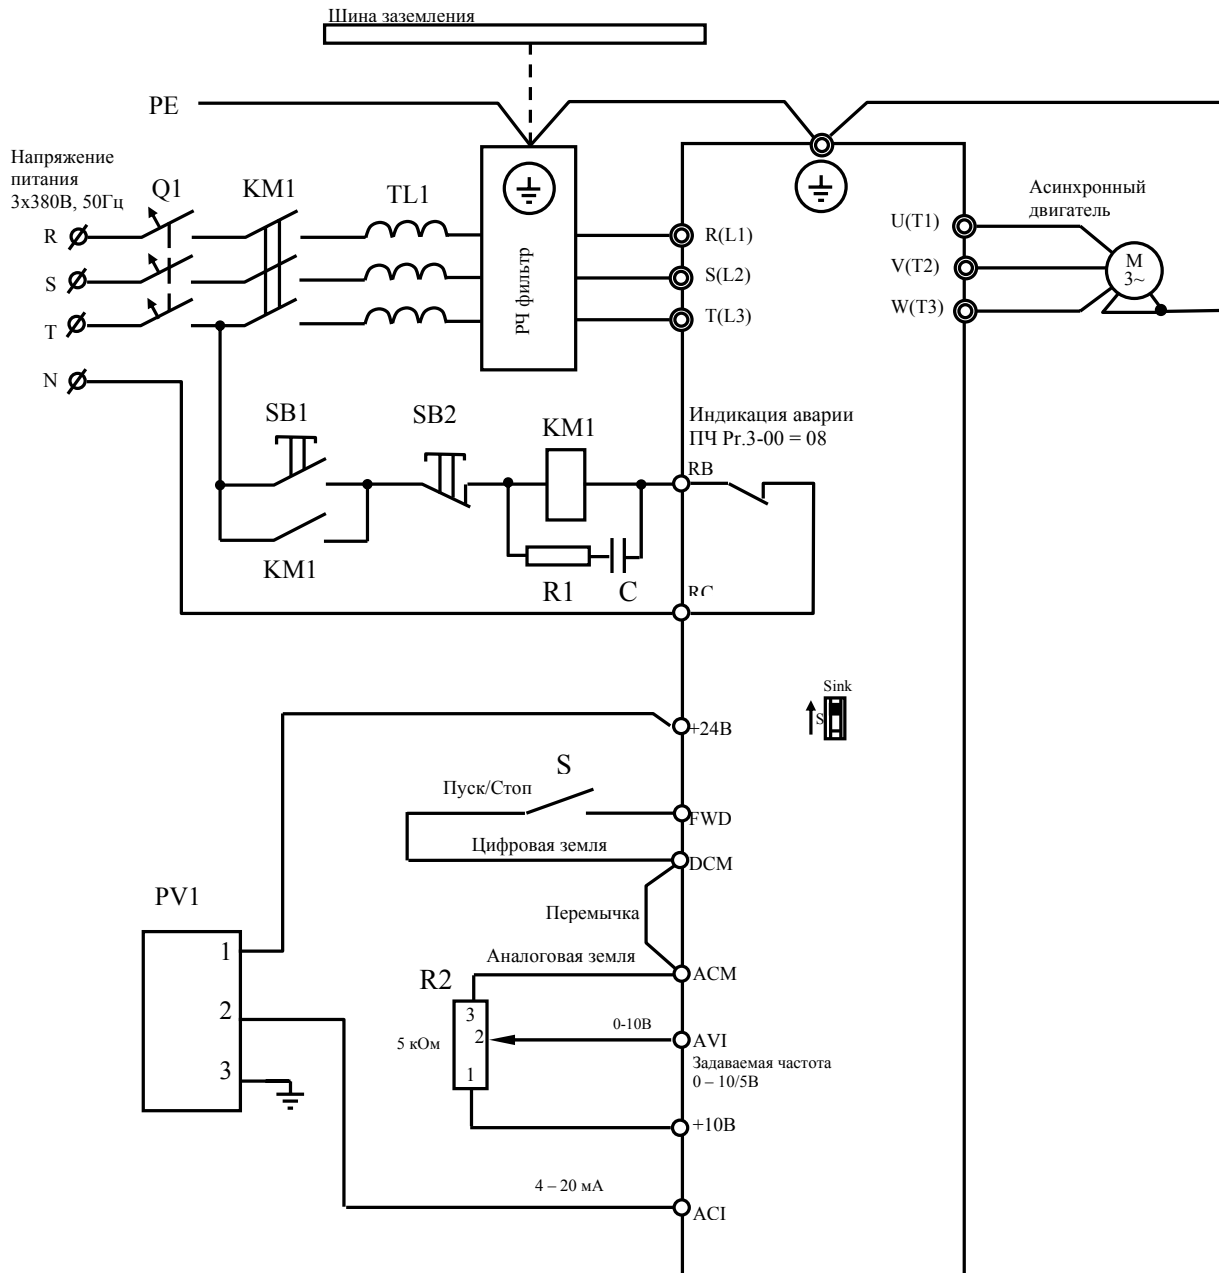 Шина заземления
PE
Напряжение
питания
3x380В, 50Гц
Q1
KM1
TL1
R
S
T
N
РЧ фильтр
R(L1)
S(L2)
T(L3)
U(T1)
V(T2)
W(T3)
Асинхронный
двигатель
M
3~
SB1
SB2
KM1
KM1
R1
C
Индикация аварии
ПЧ Pr.3-00 = 08
RB
RC
Sink
S
+24В
S
Пуск/Стоп
FWD
Цифровая земля
DCM
Перемычка
Аналоговая земля
ACM
PV1
1
2
3
R2
5 кОм
3
2
1
0-10В
AVI
Задаваемая частота
0 – 10/5В
+10В
4 – 20 мА
ACI